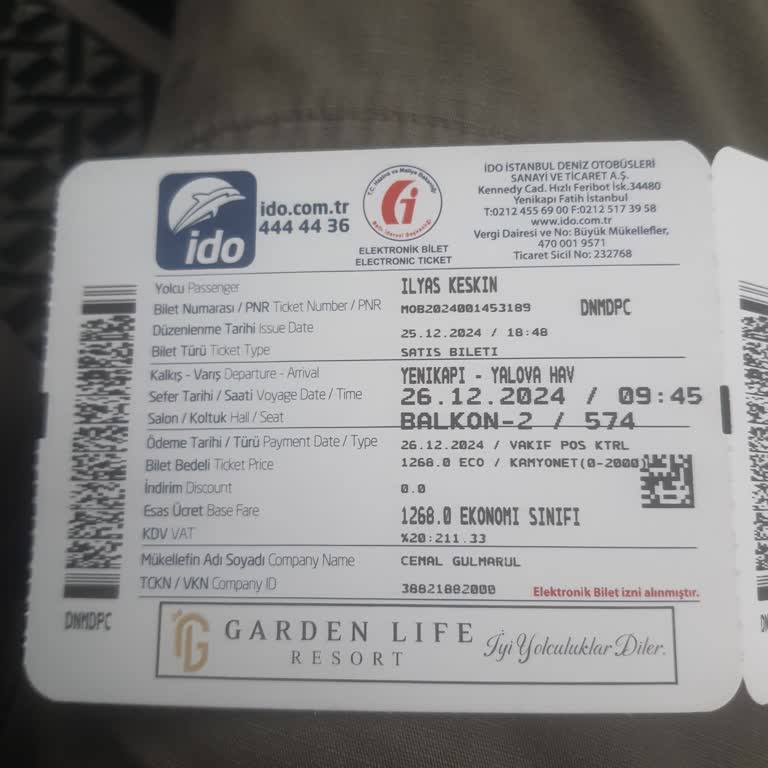 ido
ido.com.tr
444 44 36
T.C. Hazine ve Maliye Bakanlığı
Gelir İdaresi Başkanlığı
ELEKTRONİK BİLET
ELECTRONIC TICKET
İDO İSTANBUL DENİZ OTOBÜSLERİ
SANAYİ VE TİCARET A.Ş.
Kennedy Cad. Hızlı Feribot İsk.34480
Yenikapı Fatih İstanbul
T:0212 455 69 00 F:0212 517 39 58
www.ido.com.tr
Vergi Dairesi ve No: Büyük Mükellefler,
470 001 9571
Ticaret Sicil No: 232768
Yolcu Passenger ILYAS KESKIN
Bilet Numarası / PNR Ticket Number / PNR MOB2024001453189 DNMDPC
Düzenlenme Tarihi Issue Date 25.12.2024 / 18:48
Bilet Türü Ticket Type SATIS BILETI
Kalkış - Varış Departure - Arrival YENIKAPI - YALOVA HAV
Sefer Tarihi / Saati Voyage Date / Time 26.12.2024 / 09:45
Salon / Koltuk Hall / Seat BALKON-2 / 574
Ödeme Tarihi / Türü Payment Date / Type 26.12.2024 / VAKIF POS KTRL
Bilet Bedeli Ticket Price 1268.0 ECO / KAMYONET(0-2000)
İndirim Discount 0.0
Esas Ücret Base Fare 1268.0 EKONOMI SINIFI
KDV VAT %20:211.33
Mükellefin Adı Soyadı Company Name CEMAL GULMARUL
TCKN / VKN Company ID 38821882000
Elektronik Bilet izni alınmıştır.
DNMDPC
GARDEN LIFE
RESORT
İyi Yolculuklar Diler.